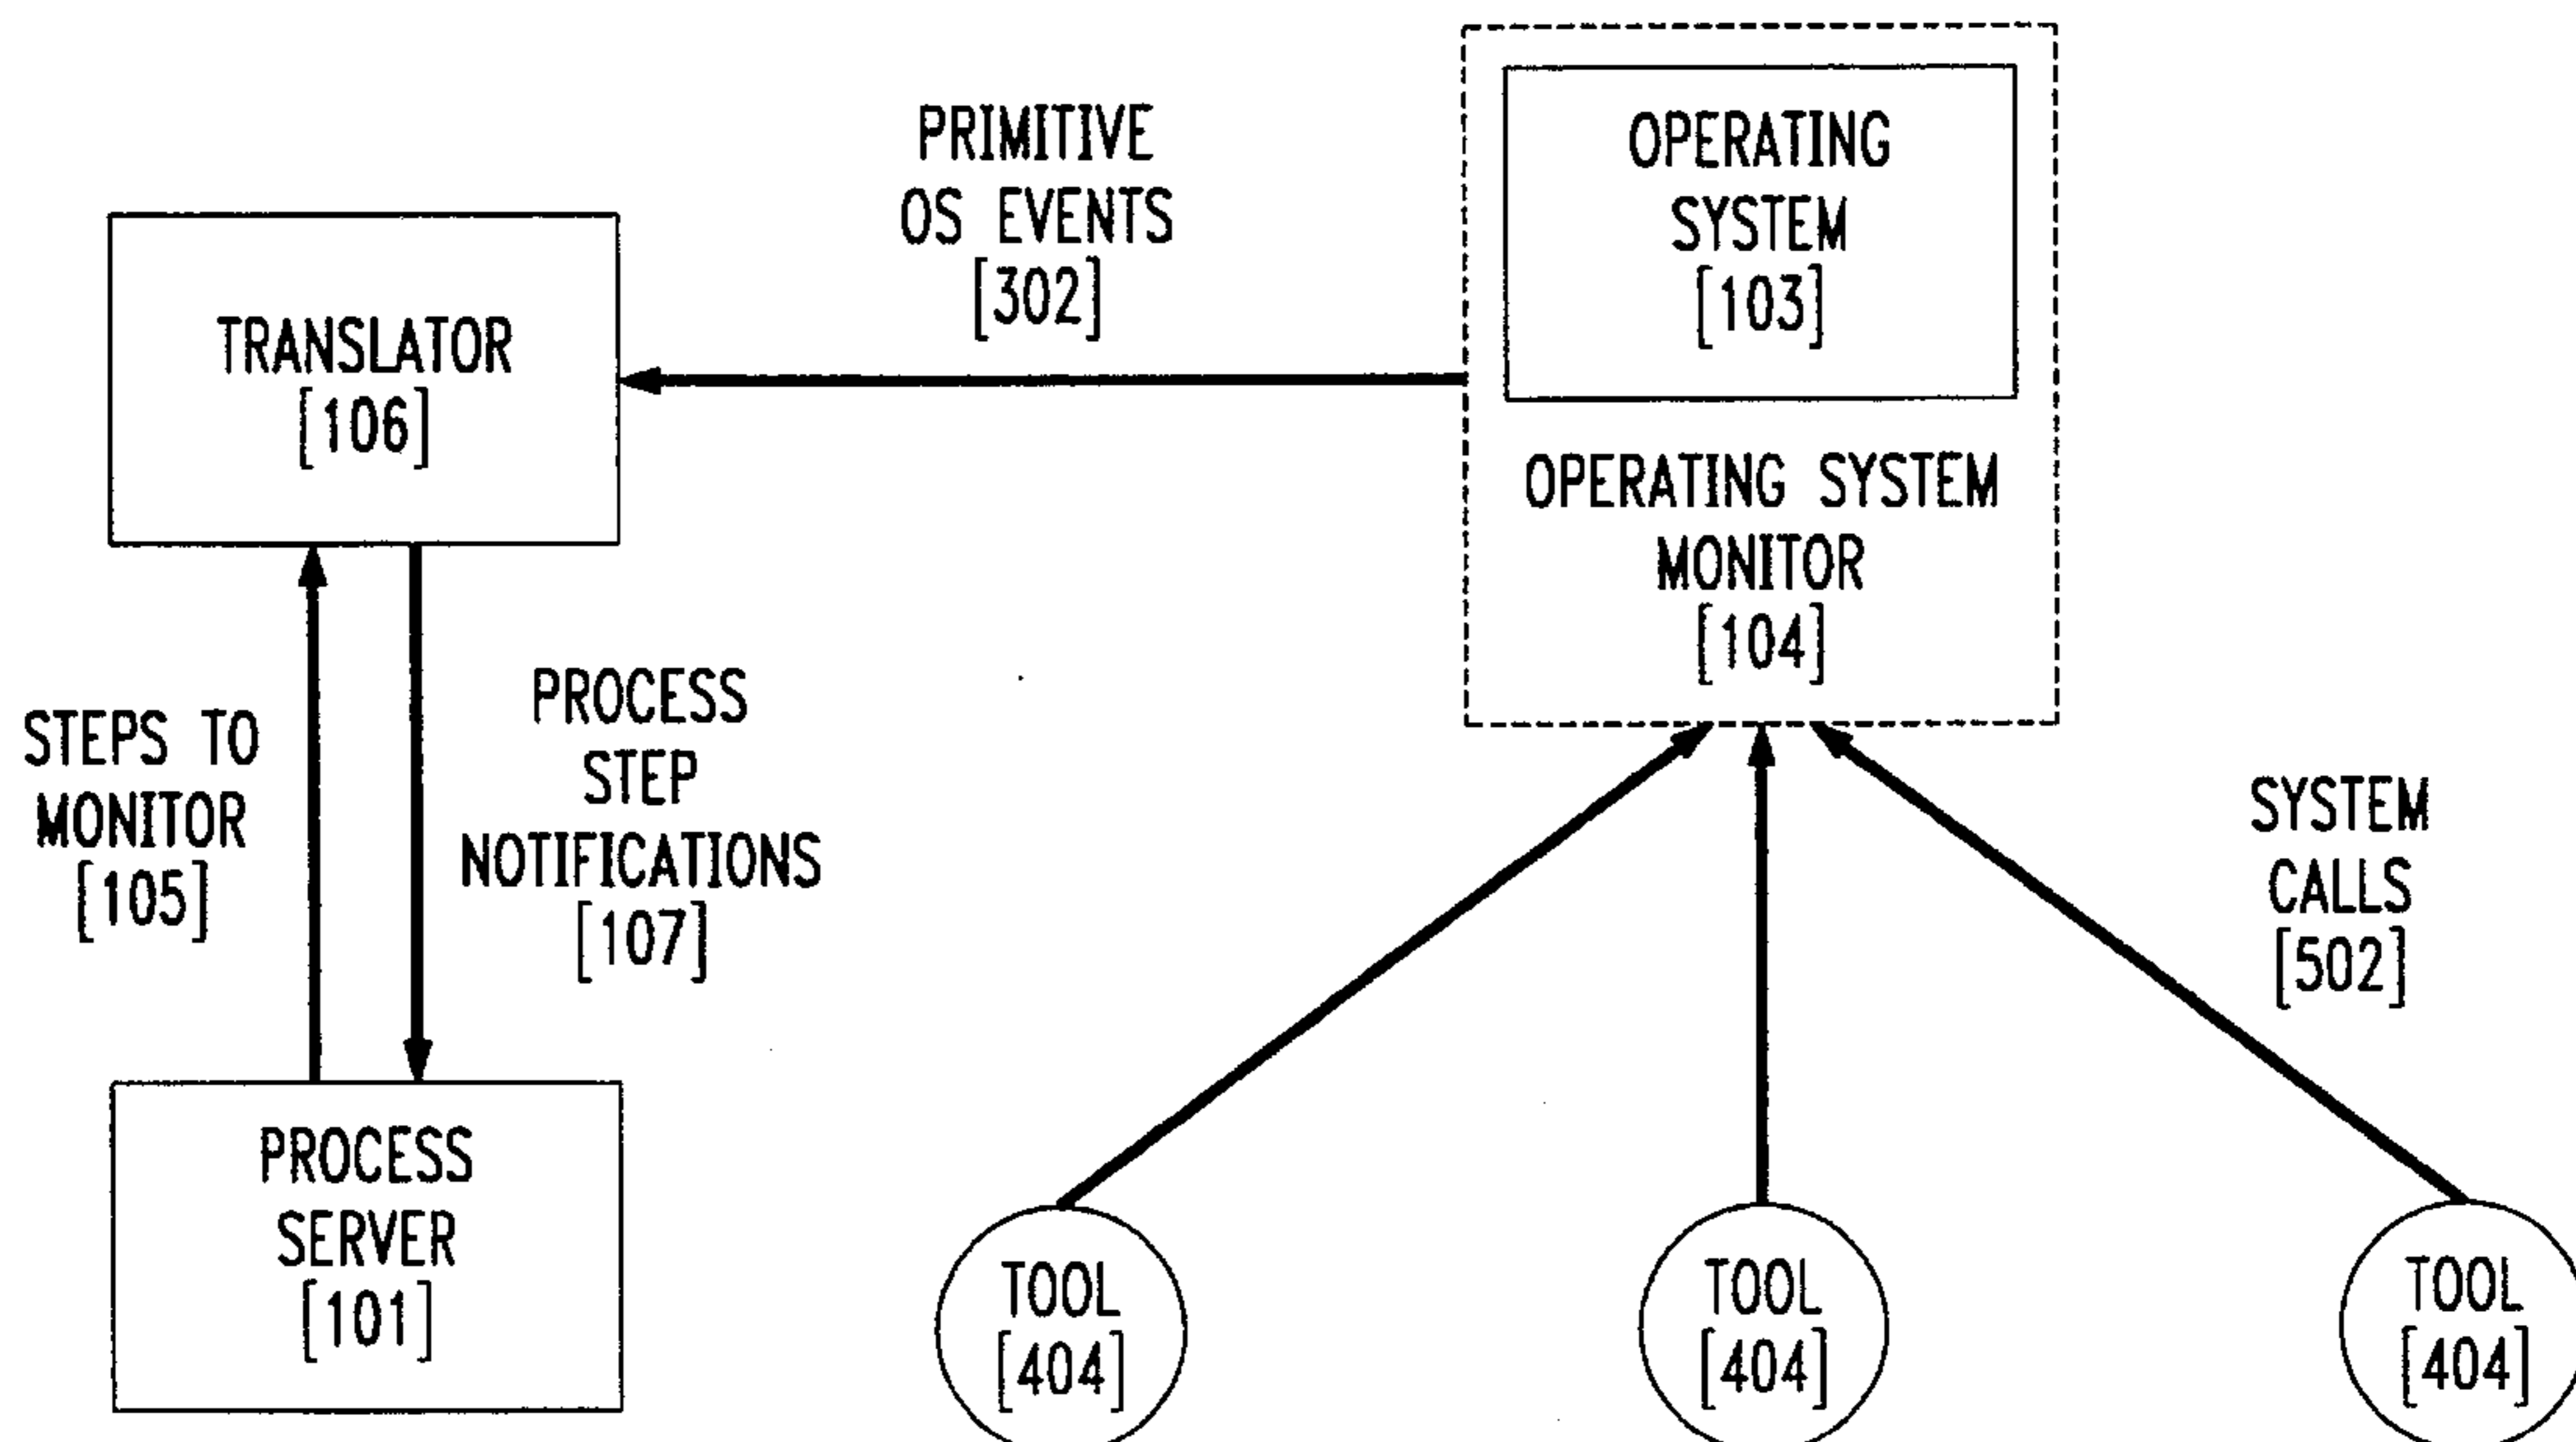 PRIMITIVE
OS EVENTS
[302]
OPERATING
SYSTEM
[103]
TRANSLATOR
[106]
OPERATING SYSTEM
MONITOR
[104]
STEPS TO
MONITOR
[105]
PROCESS
STEP
NOTIFICATIONS
[107]
SYSTEM
CALLS
[502]
PROCESS
SERVER
[101]
TOOL
[404]
TOOL
[404]
TOOL
[404]